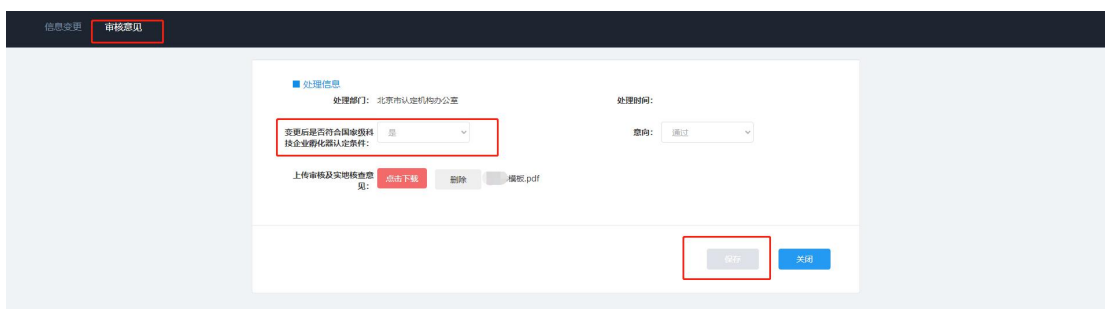 信息变更 审核意见
处理信息
处理部门： 北京市认定机构办公室 处理时间：
变更后是否符合国家级科 是 意向： 通过
技企业孵化器认定条件：
上传审核及实地核查意 点击下载 删除 模板.pdf
见：
保存 关闭